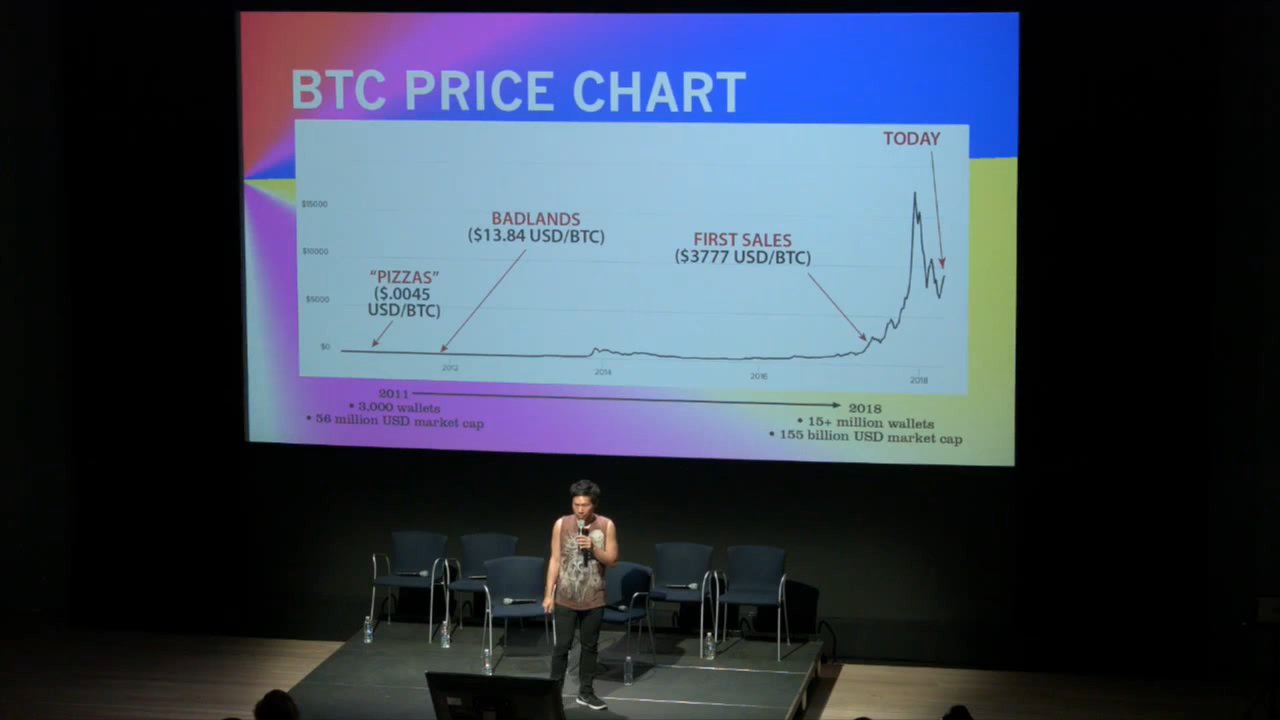 BTC PRICE CHART
TODAY
$15000
BADLANDS
($13.84 USD/BTC)
FIRST SALES
($3777 USD/BTC)
$10000
“PIZZAS”
($.0045
USD/BTC)
$5000
$0
2012
2014
2016
2018
2011
• 3,000 wallets
• 56 million USD market cap
2018
• 15+ million wallets
• 155 billion USD market cap